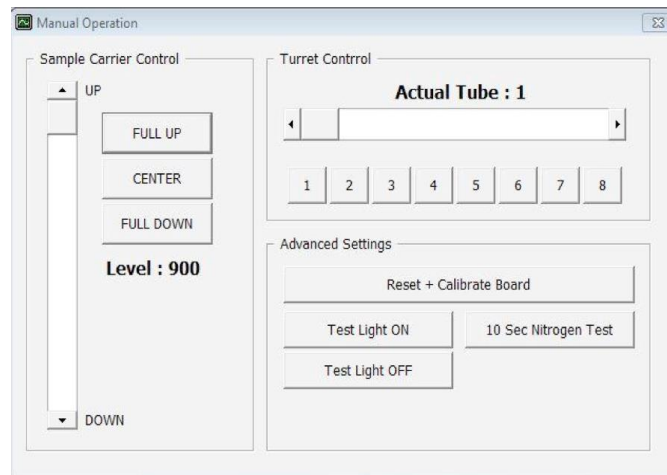 Manual Operation
Sample Carrier Control
UP
FULL UP
CENTER
FULL DOWN
Level : 900
DOWN
Turret Contrrol
Actual Tube : 1
1 2 3 4 5 6 7 8
Advanced Settings
Reset + Calibrate Board
Test Light ON 10 Sec Nitrogen Test
Test Light OFF